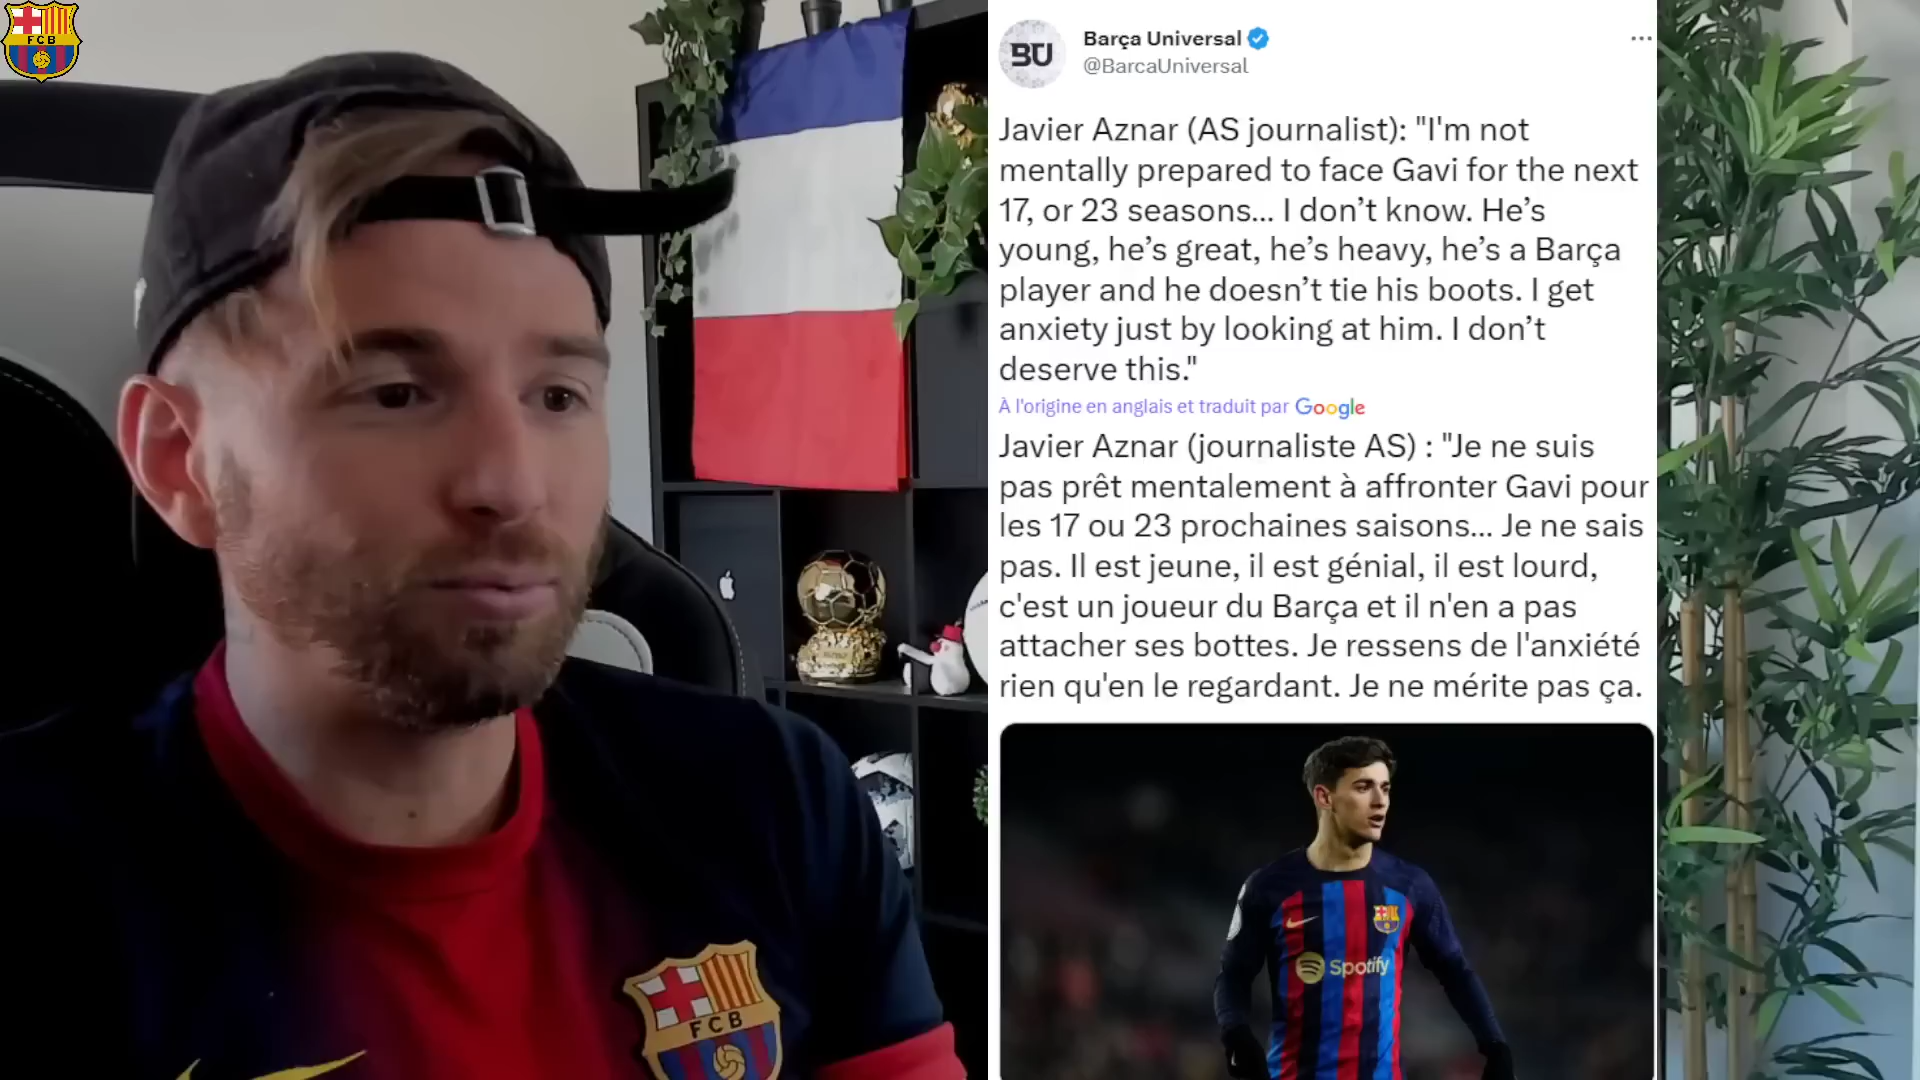 FCB
BU
Barça Universal
@BarcaUniversal
Javier Aznar (AS journalist): "I'm not
mentally prepared to face Gavi for the next
17, or 23 seasons... I don’t know. He’s
young, he’s great, he’s heavy, he’s a Barça
player and he doesn’t tie his boots. I get
anxiety just by looking at him. I don’t
deserve this."
À l'origine en anglais et traduit par Google
Javier Aznar (journaliste AS) : "Je ne suis
pas prêt mentalement à affronter Gavi pour
les 17 ou 23 prochaines saisons... Je ne sais
pas. Il est jeune, il est génial, il est lourd,
c'est un joueur du Barça et il n'en a pas
attacher ses bottes. Je ressens de l'anxiété
rien qu'en le regardant. Je ne mérite pas ça.
Spotify
FCB